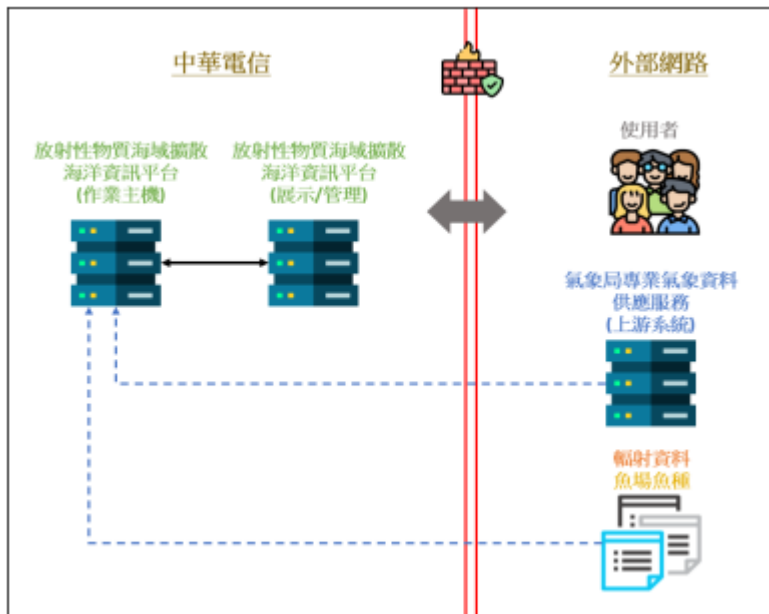 中華電信
外部網路
放射性物質海域擴散
海洋資訊平台
(作業主機)
放射性物質海域擴散
海洋資訊平台
(展示/管理)
使用者
氣象局專業氣象資料
供應服務
(上游系統)
輻射資料
魚場魚種